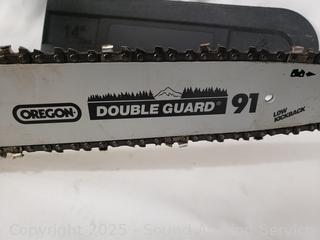 14"
OREGON
DOUBLE GUARD® 91
LOW
KICKBACK
Copyright 2025 - Sound Auction Service